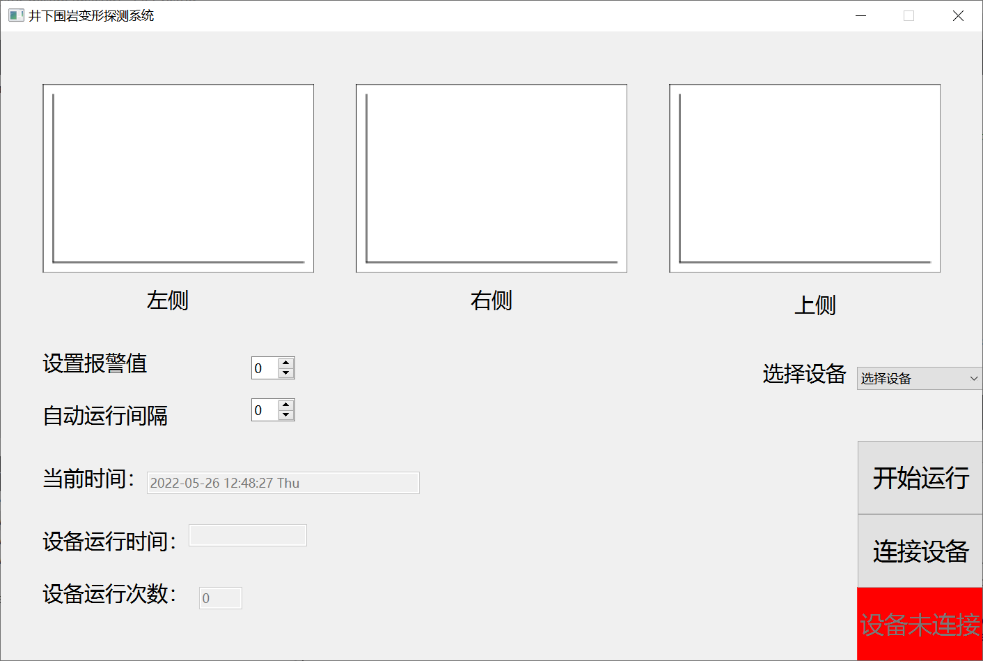 井下围岩变形探测系统
左侧
右侧
上侧
设置报警值
0
选择设备
选择设备
自动运行间隔
0
当前时间：
2022-05-26 12:48:27 Thu
开始运行
设备运行时间：
连接设备
设备运行次数：
0
设备未连接